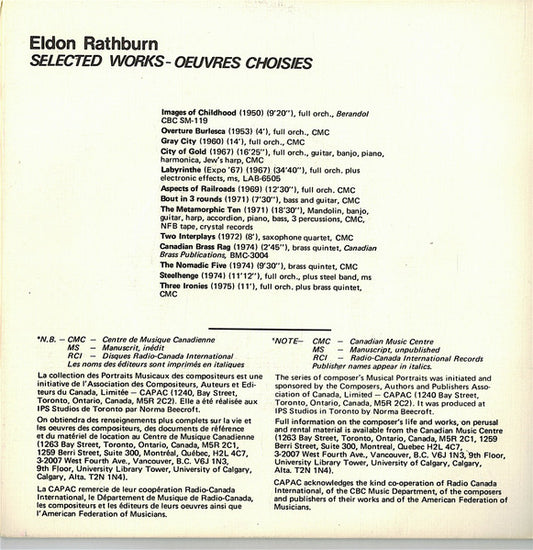 Eldon Rathburn
SELECTED WORKS - OEUVRES CHOISIES
Images of Childhood (1950) (9'20"), full orch., Berandol
CBC SM-119
Overture Burlesca (1953) (4'), full orch., CMC
Gray City (1960) (14'), full orch., CMC
City of Gold (1967) (16'25"), full orch., guitar, banjo, piano,
harmonica, Jew's harp, CMC
Labyrinthe (Expo '67) (1967) (34'40"), full orch. plus
electronic effects, ms, LAB-6505
Aspects of Railroads (1969) (12'30"), full orch. CMC
Bout in 3 rounds (1971) (7'30"), bass and guitar, CMC
The Metamorphic Ten (1971) (18'30"), Mandolin, banjo,
guitar, harp, accordion, piano, bass, 3 percussions, CMC,
NFB tape, crystal records
Two Interplays (1972) (8'), saxophone quartet, CMC
Canadian Brass Rag (1974) (2'45"), brass quintet, Canadian
Brass Publications, BMC-3004
The Nomadic Five (1974) (9'30"), brass quintet, CMC
Steelhenge (1974) (11'12"), full orch., plus steel band, ms
Three Ironies (1975) (11'), full orch. plus brass quintet,
CMC
*N.B. — CMC — Centre de Musique Canadienne
MS — Manuscrit, inédit
RCI — Disques Radio-Canada International
Les noms des éditeurs sont imprimés en italiques
La collection des Portraits Musicaux des compositeurs est une
initiative de l'Association des Compositeurs, Auteurs et Edi-
teurs du Canada, Limitée — CAPAC (1240, Bay Street,
Toronto, Ontario, Canada, M5R 2C2). Elle a été réalisée aux
IPS Studios de Toronto par Norma Beecroft.
On obtiendra des renseignements plus complets sur la vie et
les oeuvres des compositeurs, des documents de référence
et du matériel de location au Centre de Musique Canadienne
(1263 Bay Street, Toronto, Ontario, Canada, M5R 2C1,
1259 Berri Street, Suite 300, Montréal, Québec, H2L 4C7,
3-2007 West Fourth Ave., Vancouver, B.C. V6J 1N3,
9th Floor, University Library Tower, University of Calgary,
Calgary, Alta. T2N 1N4).
La CAPAC remercie de leur coopération Radio-Canada
International, le Département de Musique de Radio-Canada,
les compositeurs et les éditeurs de leurs oeuvres ainsi que
l'American Federation of Musicians.
*NOTE— CMC — Canadian Music Centre
MS — Manuscript, unpublished
RCI — Radio-Canada International Records
Publisher names appear in italics.
The series of composer's Musical Portraits was initiated and
sponsored by the Composers, Authors and Publishers Asso-
ciation of Canada, Limited — CAPAC (1240 Bay Street,
Toronto, Ontario, Canada, M5R 2C2). It was produced at
IPS Studios in Toronto by Norma Beecroft.
Full information on the composer's life and works, on perusal
and rental material is available from the Canadian Music Centre
(1263 Bay Street, Toronto, Ontario, Canada, M5R 2C1, 1259
Berri Street, Suite 300, Montreal, Quebec H2L 4C7,
3-2007 West Fourth Ave., Vancouver, B.C. V6J 1N3, 9th Floor,
University Library Tower, University of Calgary, Calgary,
Alta. T2N 1N4).
CAPAC acknowledges the kind co-operation of Radio Canada
International, of the CBC Music Department, of the composers
and publishers of their works and of the American Federation of
Musicians.